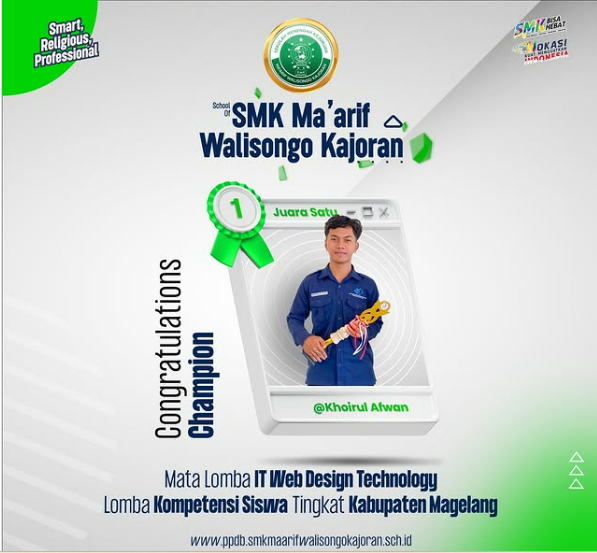 Smart,
Religious,
Professional
SMK BISA
HEBAT
VOKASI
INDONESIA
School
Of
SMK Ma'arif
Walisongo Kajoran
1
Juara Satu
Congratulations
Champion
@Khoirul Afwan
Mata Lomba IT Web Design Technology
Lomba Kompetensi Siswa Tingkat Kabupaten Magelang
www.ppdb.smkmaarifwalisongokajoran.sch.id